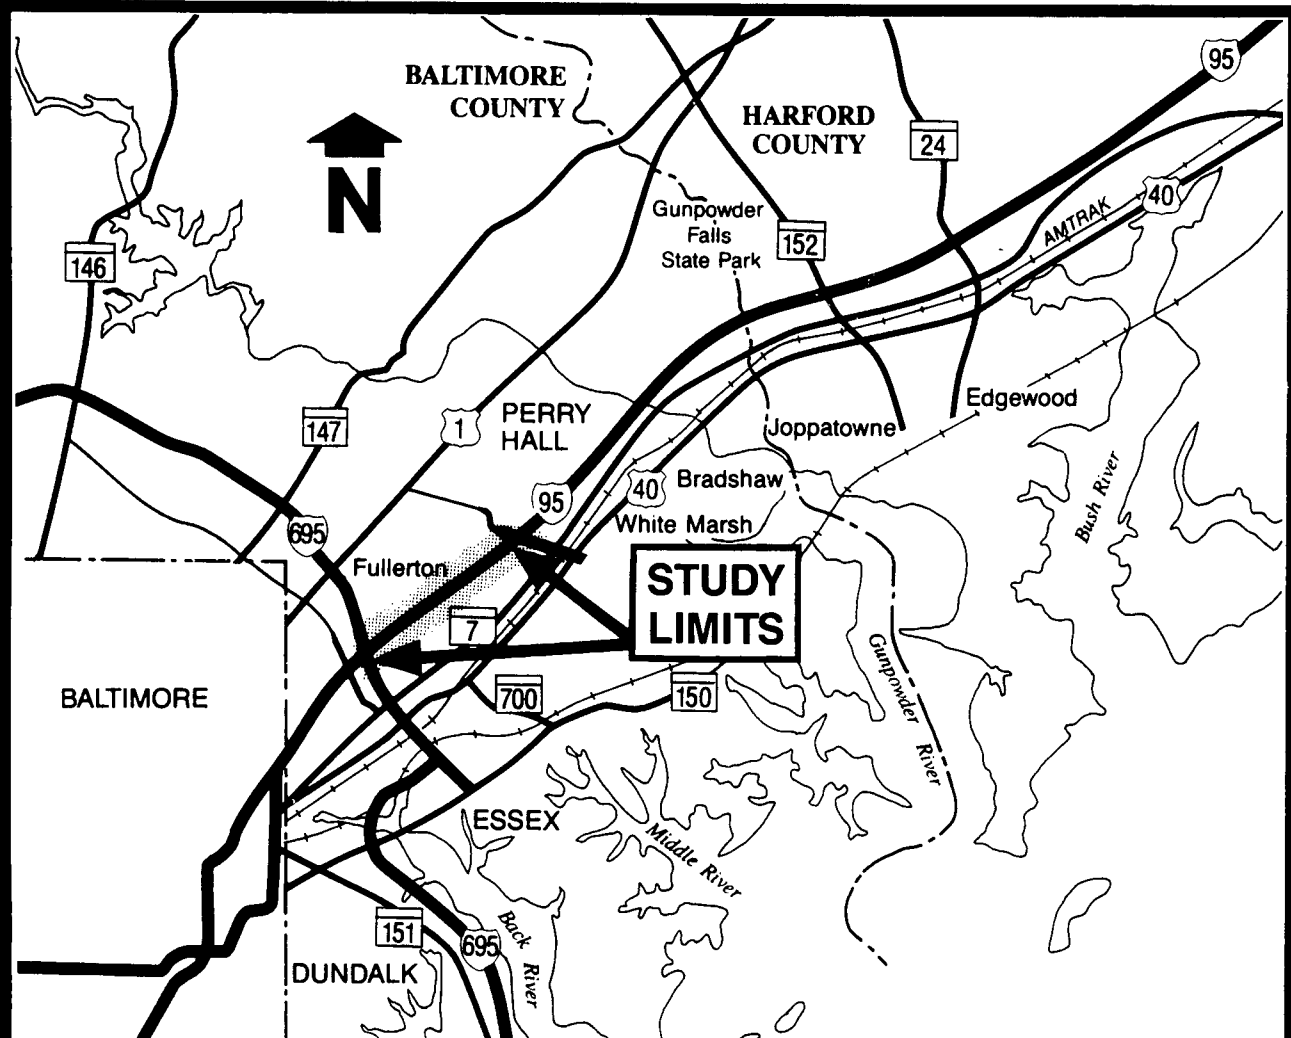 BALTIMORE
COUNTY
HARFORD
COUNTY
95
24
N
40
AMTRAK
Gunpowder
Falls
State Park
152
146
147
1
PERRY
HALL
Edgewood
Joppatowne
40
Bradshaw
95
White Marsh
695
Bush River
Fullerton
STUDY
LIMITS
7
Gunpowder River
BALTIMORE
700
150
ESSEX
Middle River
151
Back River
695
DUNDALK